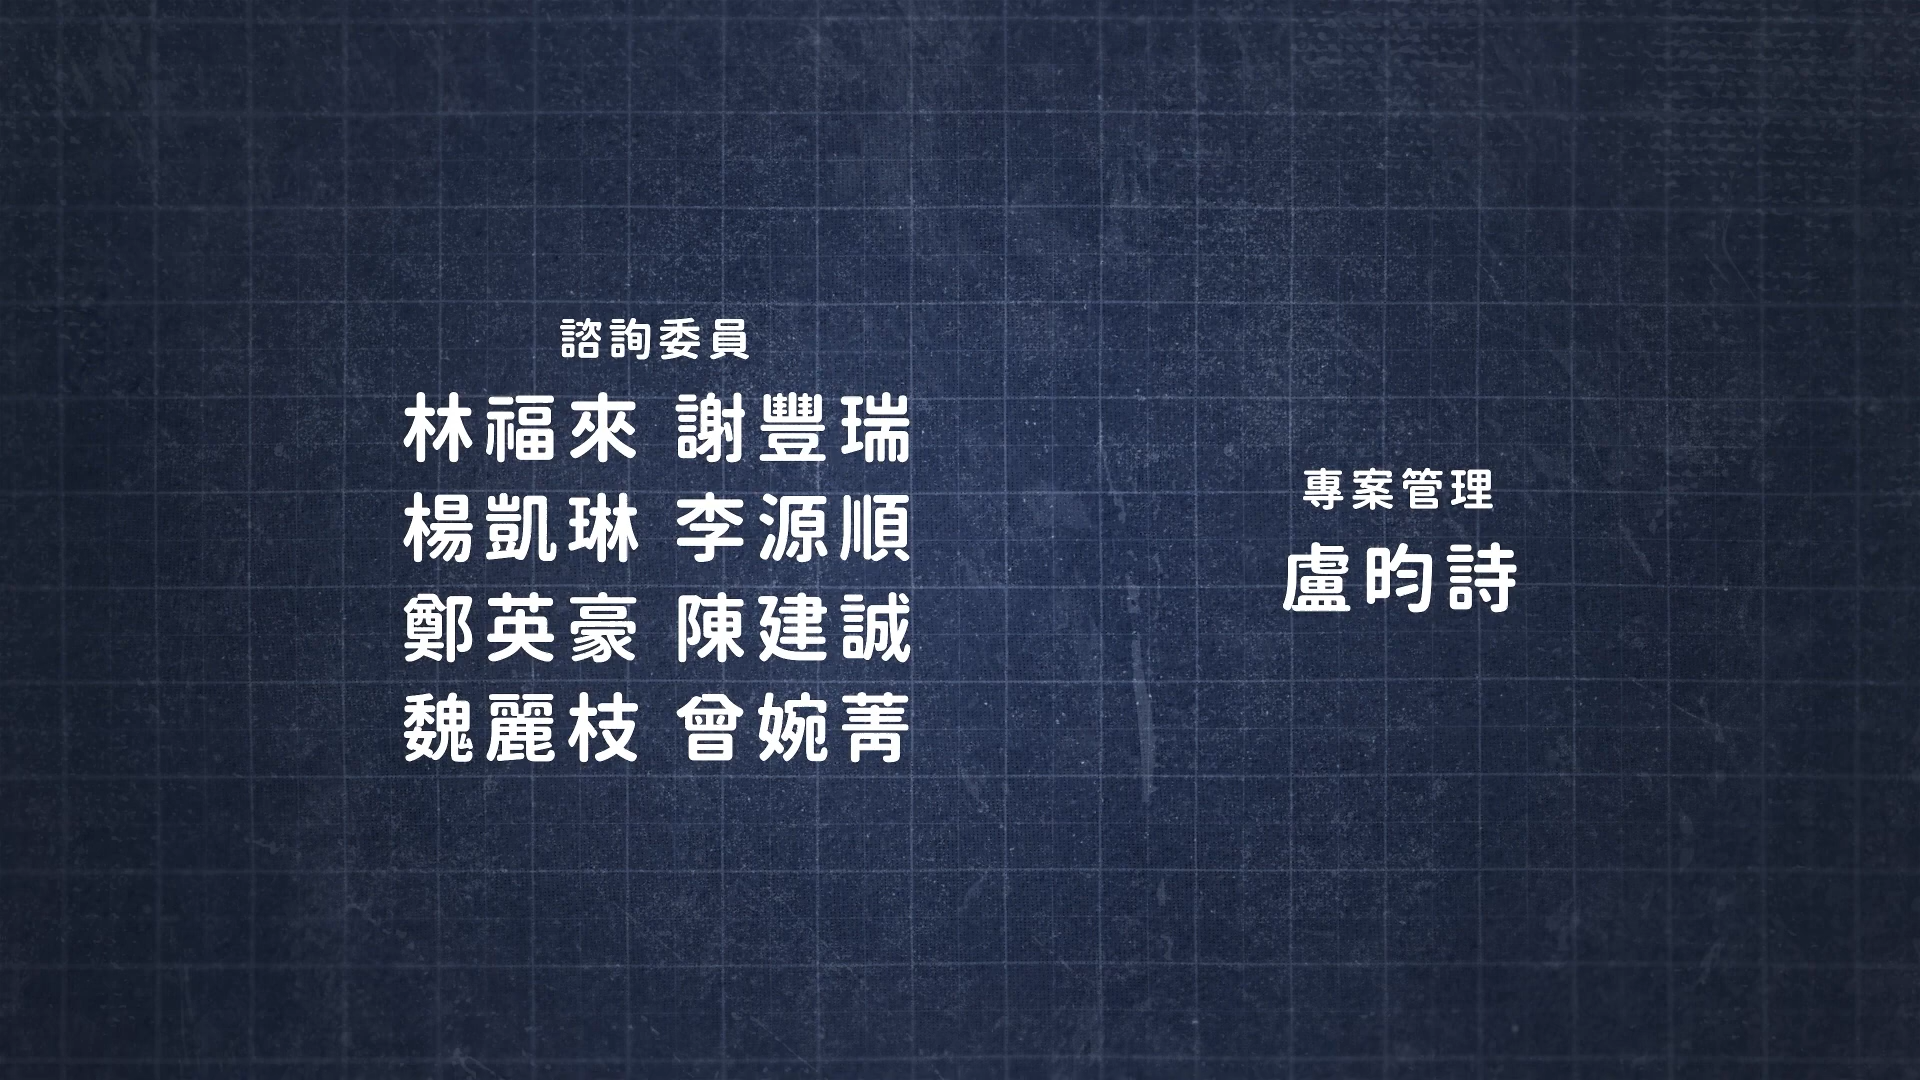 諮詢委員
林福來 謝豐瑞
楊凱琳 李源順
鄭英豪 陳建誠
魏麗枝 曾婉菁
專案管理
盧昀詩